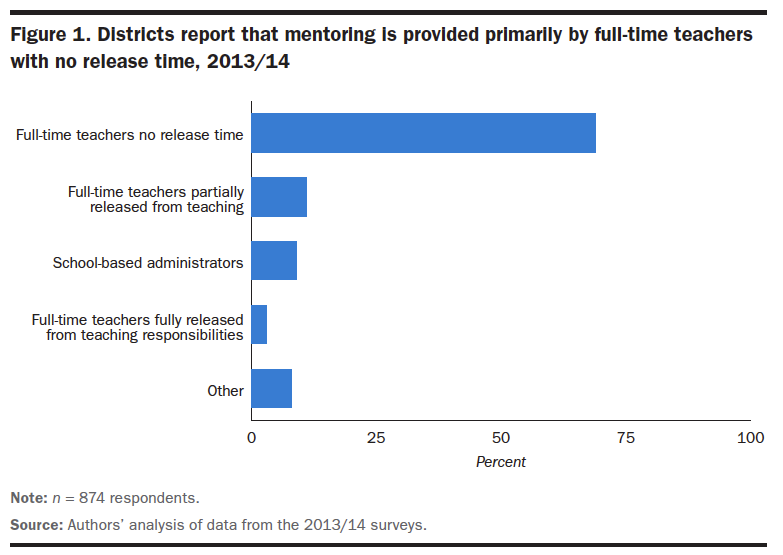 Figure 1. Districts report that mentoring is provided primarily by full-time teachers
with no release time, 2013/14
Full-time teachers no release time
Full-time teachers partially
released from teaching
School-based administrators
Full-time teachers fully released
from teaching responsibilities
Other
0 25 50 75 100
Percent
Note: n = 874 respondents.
Source: Authors' analysis of data from the 2013/14 surveys.